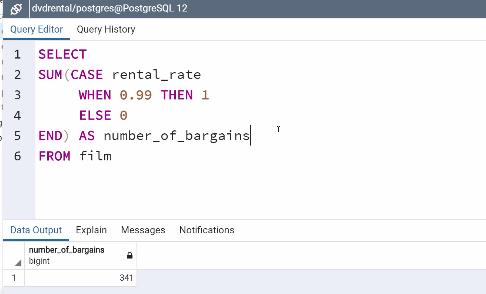 dvdrental/postgres@PostgreSQL 12
Query Editor Query History
1 SELECT
2 SUM(CASE rental_rate
3 WHEN 0.99 THEN 1
4 ELSE 0
5 END) AS number_of_bargains
6 FROM film
Data Output Explain Messages Notifications
number_of_bargains
bigint
1 341